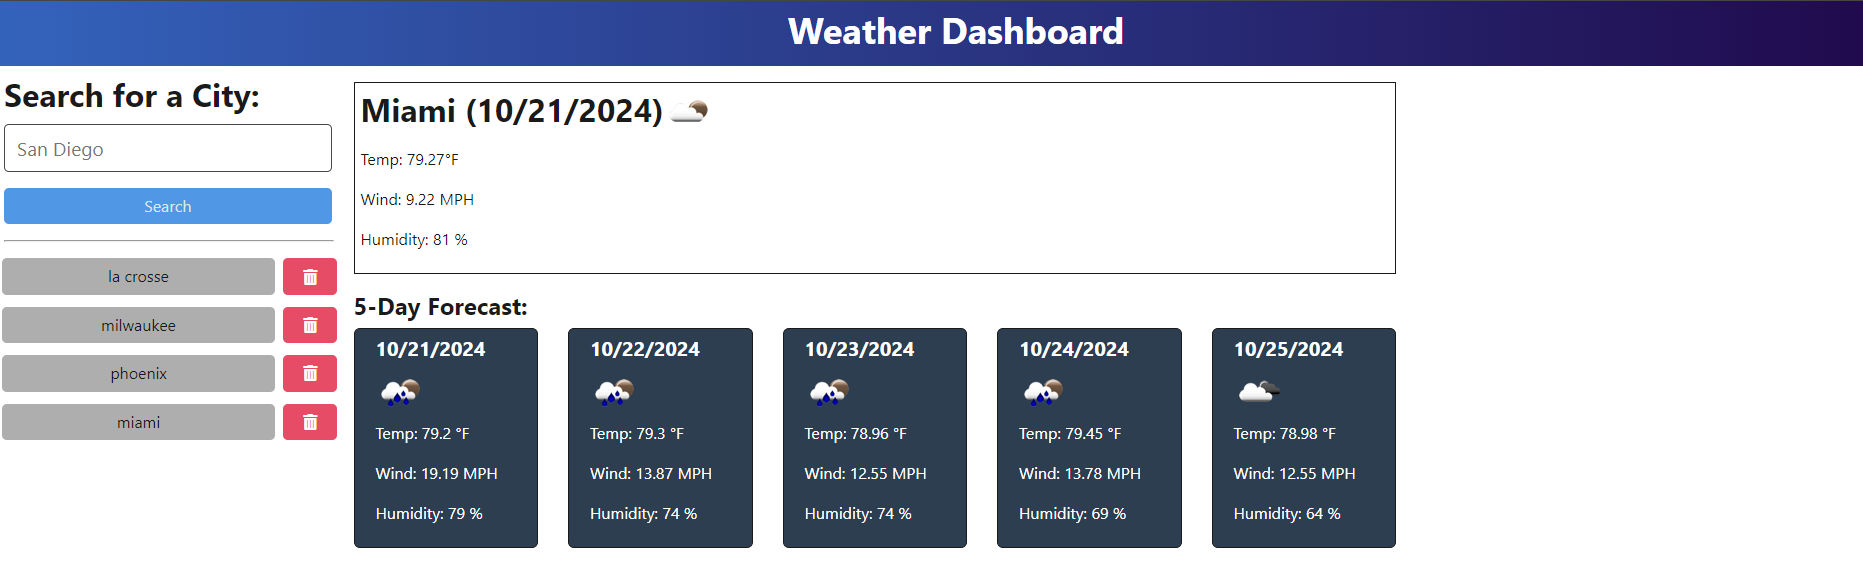 Weather Dashboard
Search for a City:
San Diego
Search
la crosse
milwaukee
phoenix
miami
Miami (10/21/2024)
Temp: 79.27°F
Wind: 9.22 MPH
Humidity: 81 %
5-Day Forecast:
10/21/2024
Temp: 79.2 °F
Wind: 19.19 MPH
Humidity: 79 %
10/22/2024
Temp: 79.3 °F
Wind: 13.87 MPH
Humidity: 74 %
10/23/2024
Temp: 78.96 °F
Wind: 12.55 MPH
Humidity: 74 %
10/24/2024
Temp: 79.45 °F
Wind: 13.78 MPH
Humidity: 69 %
10/25/2024
Temp: 78.98 °F
Wind: 12.55 MPH
Humidity: 64 %